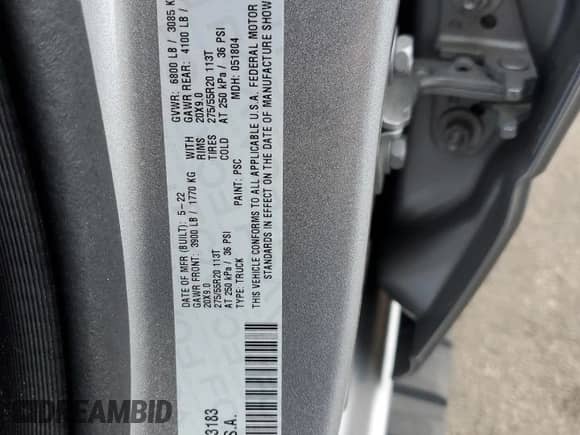 DATE OF MFR (BUILT): 5-22 GVWR: 6800 LB / 3085 K
GAWR FRONT: 3900 LB / 1770 KG WITH GAWR REAR: 4100 LB /
20X9.0 RIMS 20X9.0
275/55R20 113T TIRES 275/55R20 113T
AT 250 kPa / 36 PSI COLD AT 250 kPa / 36 PSI
TYPE: TRUCK PAINT: PSC MDH: 051804
THIS VEHICLE CONFORMS TO ALL APPLICABLE U.S.A. FEDERAL MOTOR
STANDARDS IN EFFECT ON THE DATE OF MANUFACTURE SHOW
3183
S.A.
IDREAMBID